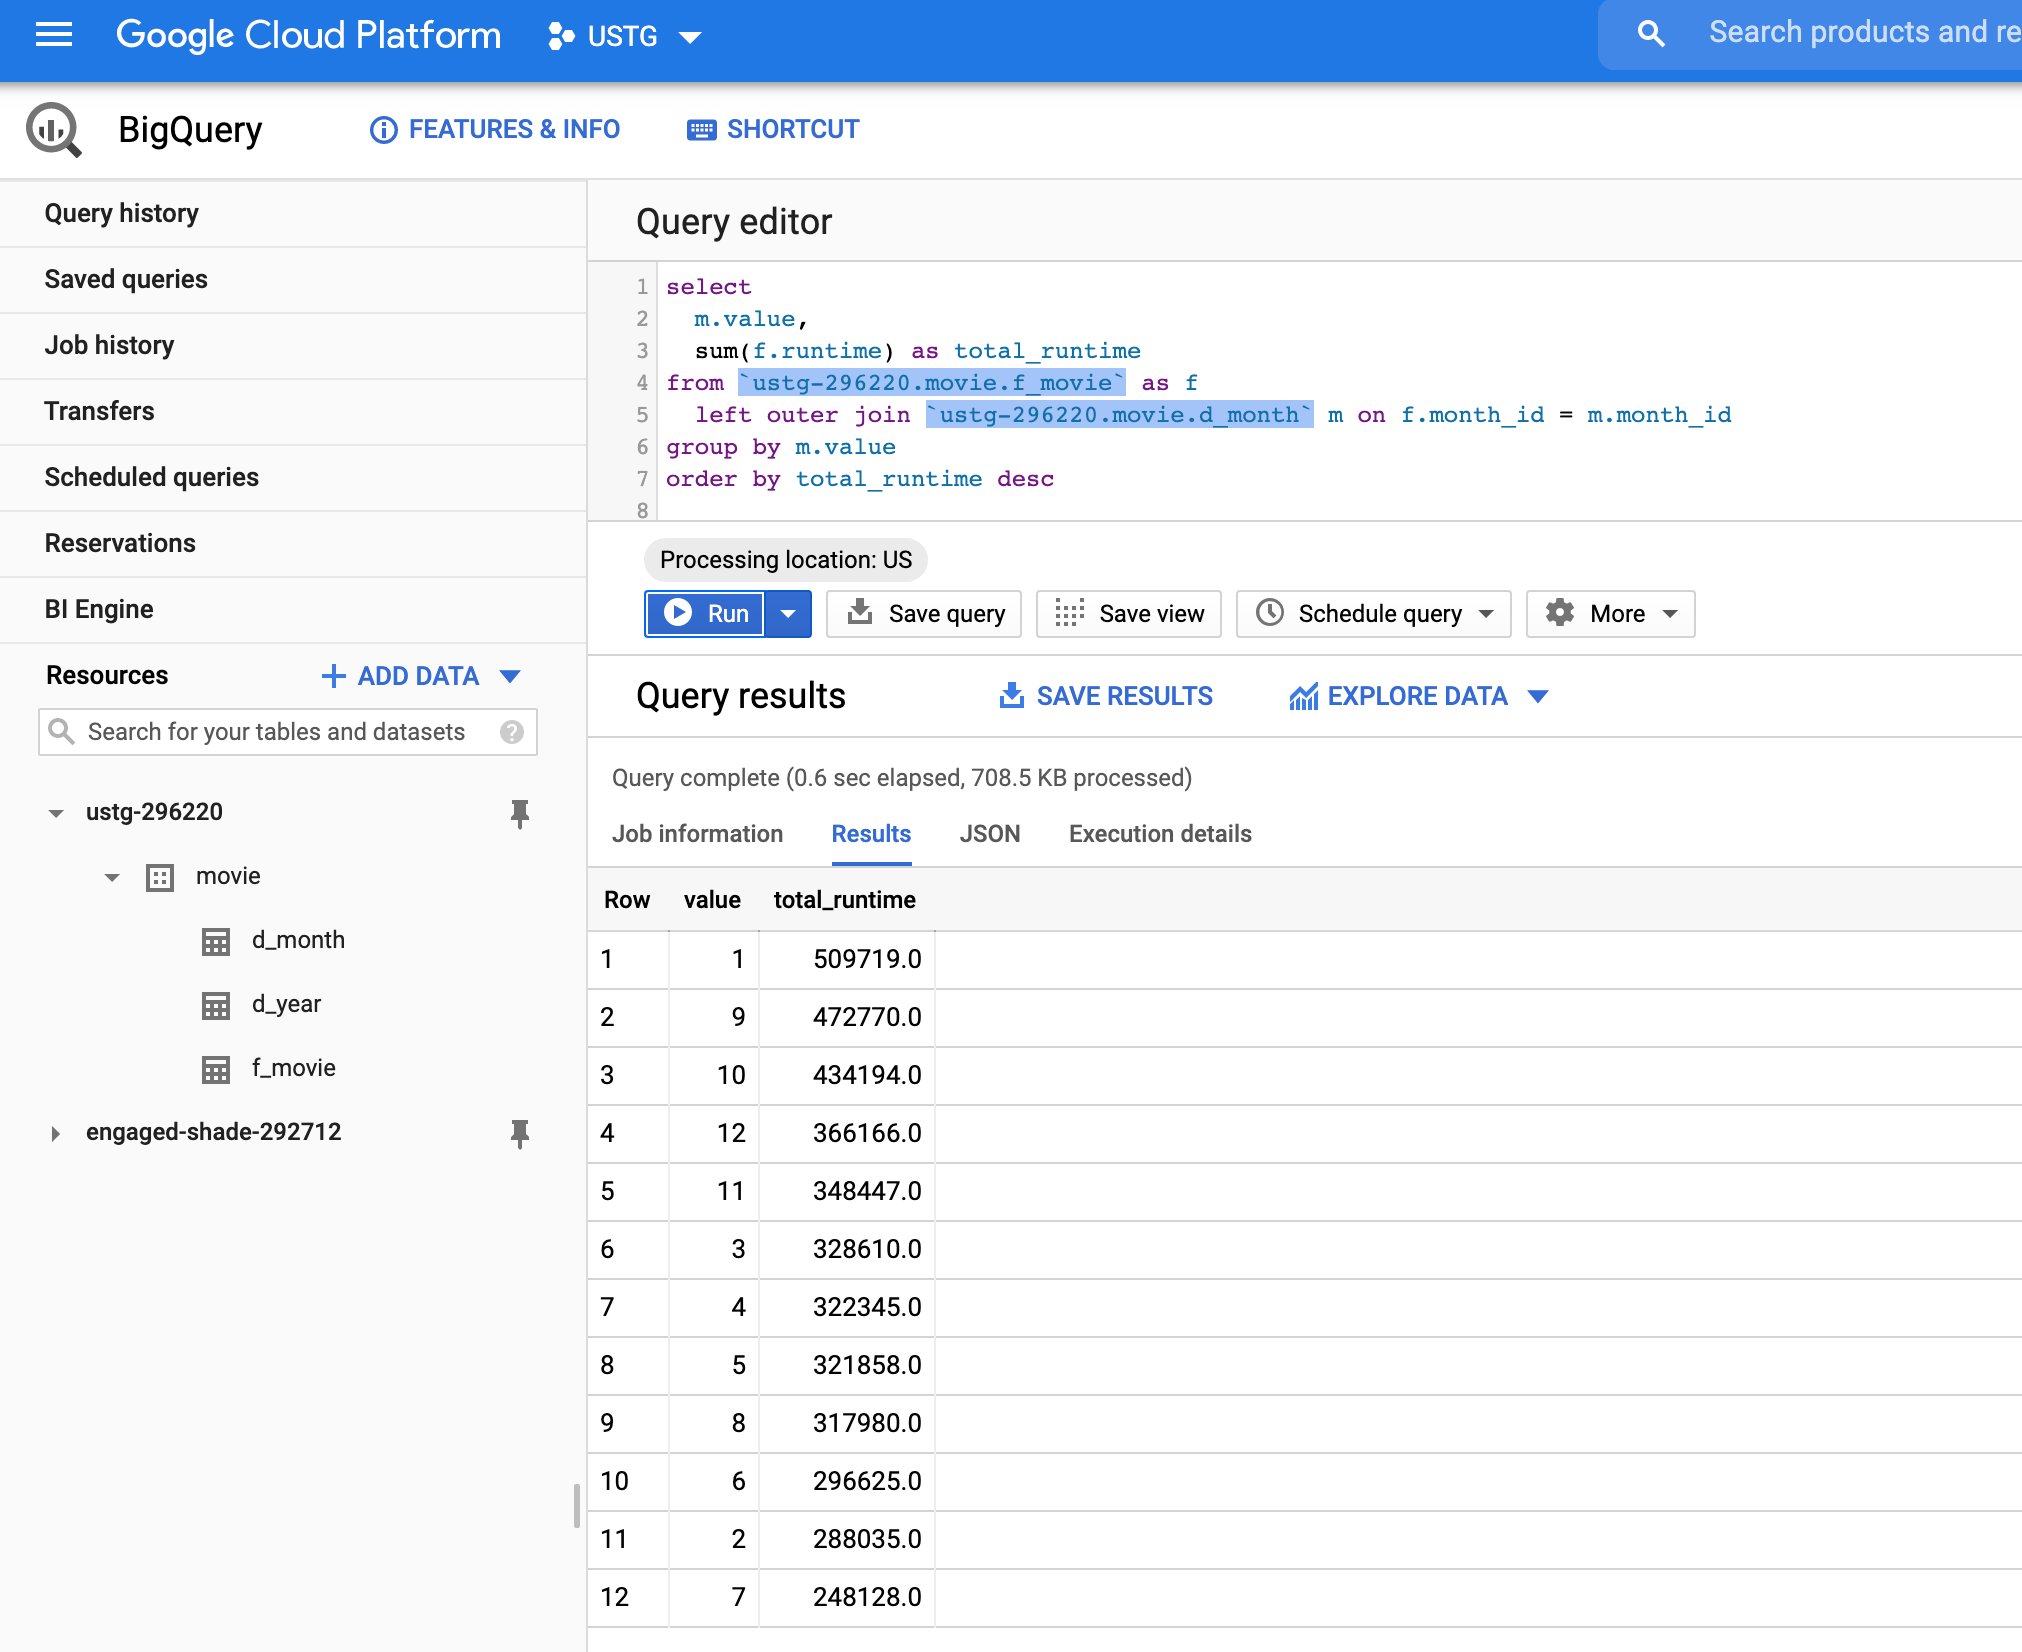 Google Cloud Platform USTG Search products and re
BigQuery FEATURES & INFO SHORTCUT
Query history
Saved queries
Job history
Transfers
Scheduled queries
Reservations
BI Engine
Resources ADD DATA
Search for your tables and datasets ?
ustg-296220
movie
d_month
d_year
f_movie
engaged-shade-292712
Query editor
1 select
2 m.value,
3 sum(f.runtime) as total_runtime
4 from `ustg-296220.movie.f_movie` as f
5 left outer join `ustg-296220.movie.d_month` m on f.month_id = m.month_id
6 group by m.value
7 order by total_runtime desc
8
Processing location: US
Run Save query Save view Schedule query More
Query results SAVE RESULTS EXPLORE DATA
Query complete (0.6 sec elapsed, 708.5 KB processed)
Job information Results JSON Execution details
Row value total_runtime
1 1 509719.0
2 9 472770.0
3 10 434194.0
4 12 366166.0
5 11 348447.0
6 3 328610.0
7 4 322345.0
8 5 321858.0
9 8 317980.0
10 6 296625.0
11 2 288035.0
12 7 248128.0